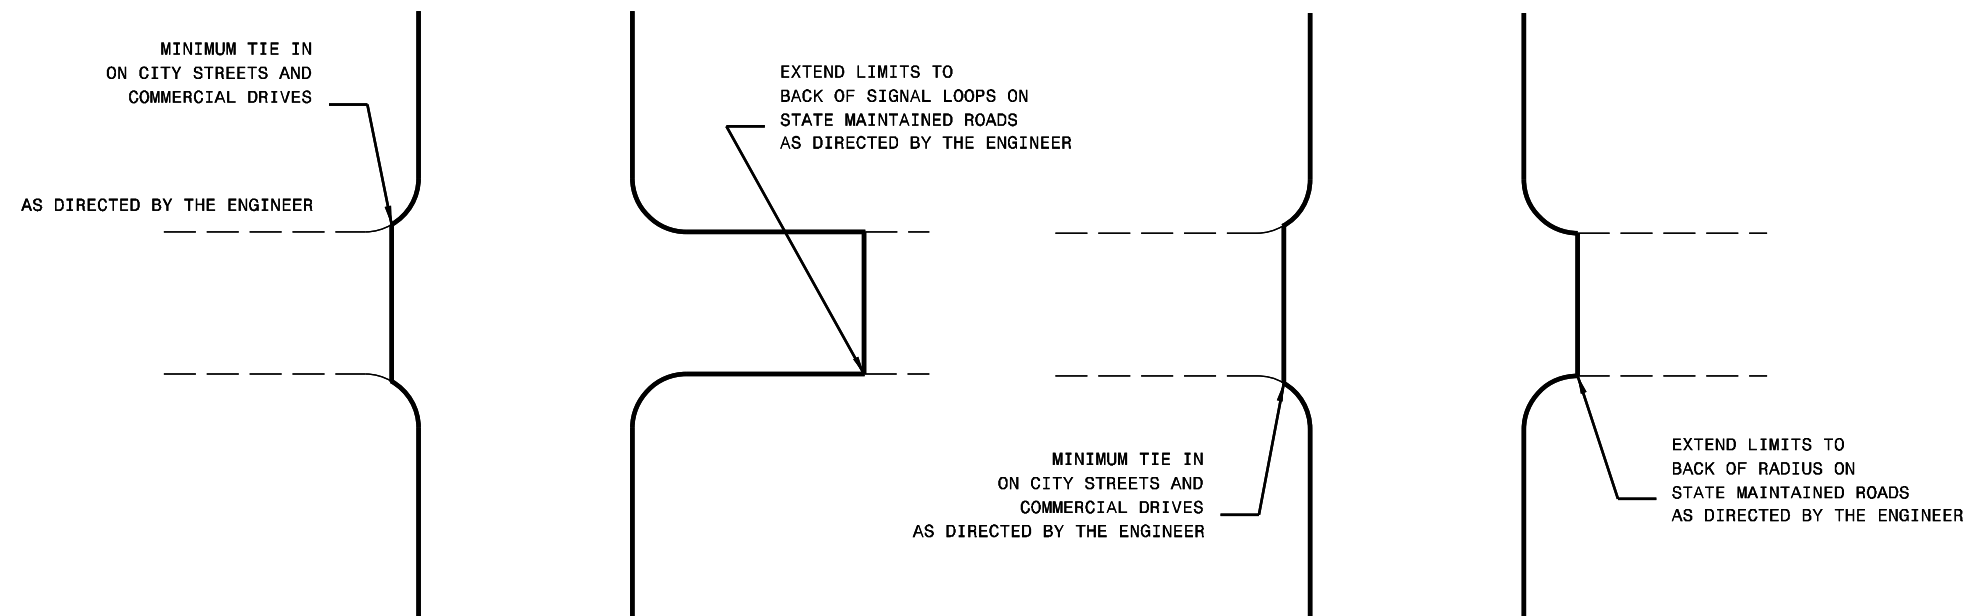 MINIMUM TIE IN
ON CITY STREETS AND
COMMERCIAL DRIVES
AS DIRECTED BY THE ENGINEER
EXTEND LIMITS TO
BACK OF SIGNAL LOOPS ON
STATE MAINTAINED ROADS
AS DIRECTED BY THE ENGINEER
MINIMUM TIE IN
ON CITY STREETS AND
COMMERCIAL DRIVES
AS DIRECTED BY THE ENGINEER
EXTEND LIMITS TO
BACK OF RADIUS ON
STATE MAINTAINED ROADS
AS DIRECTED BY THE ENGINEER